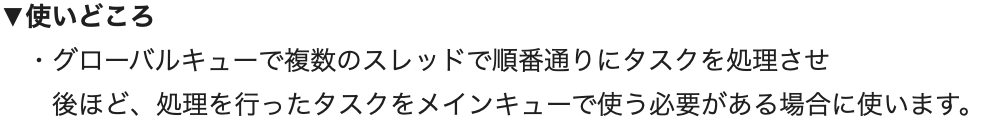 ▼使いどころ
・グローバルキューで複数のスレッドで順番通りにタスクを処理させ
後ほど、処理を行ったタスクをメインキューで使う必要がある場合に使います。